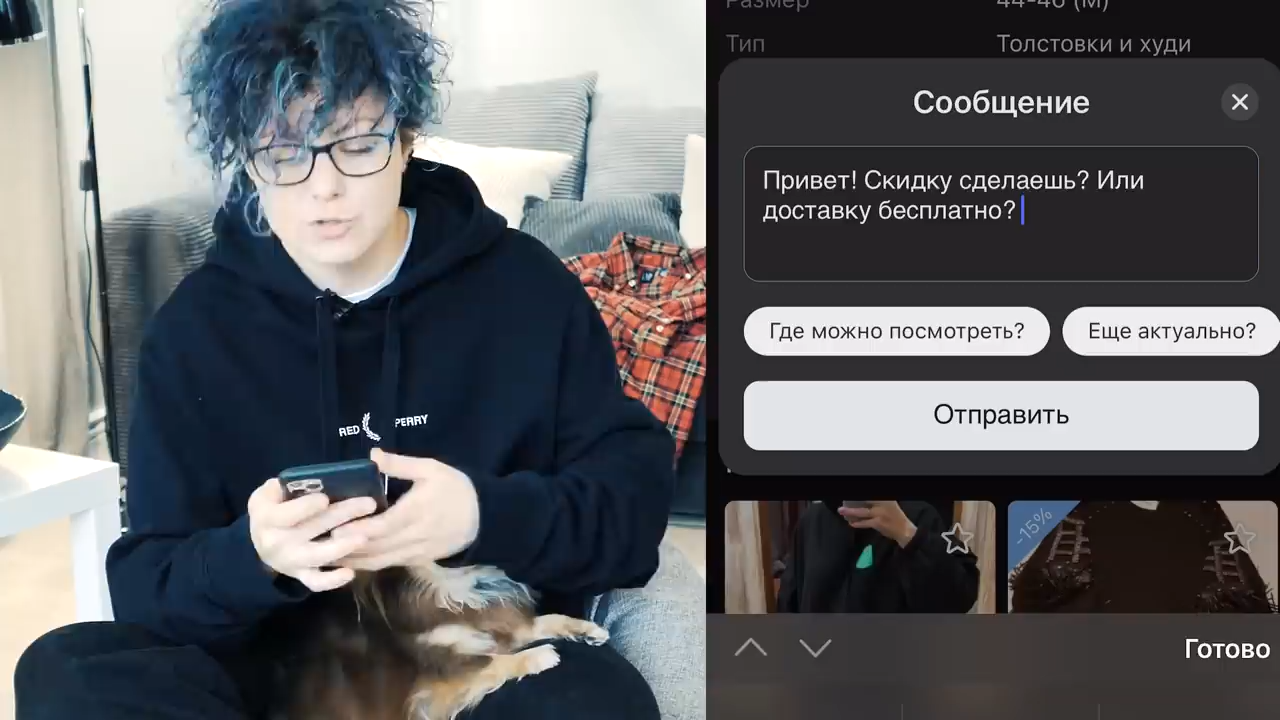 RED PERRY
Размер 44-46 (M)
Тип Толстовки и худи
Сообщение
Привет! Скидку сделаешь? Или
доставку бесплатно?
Где можно посмотреть? Еще актуально?
Отправить
-15%
Готово